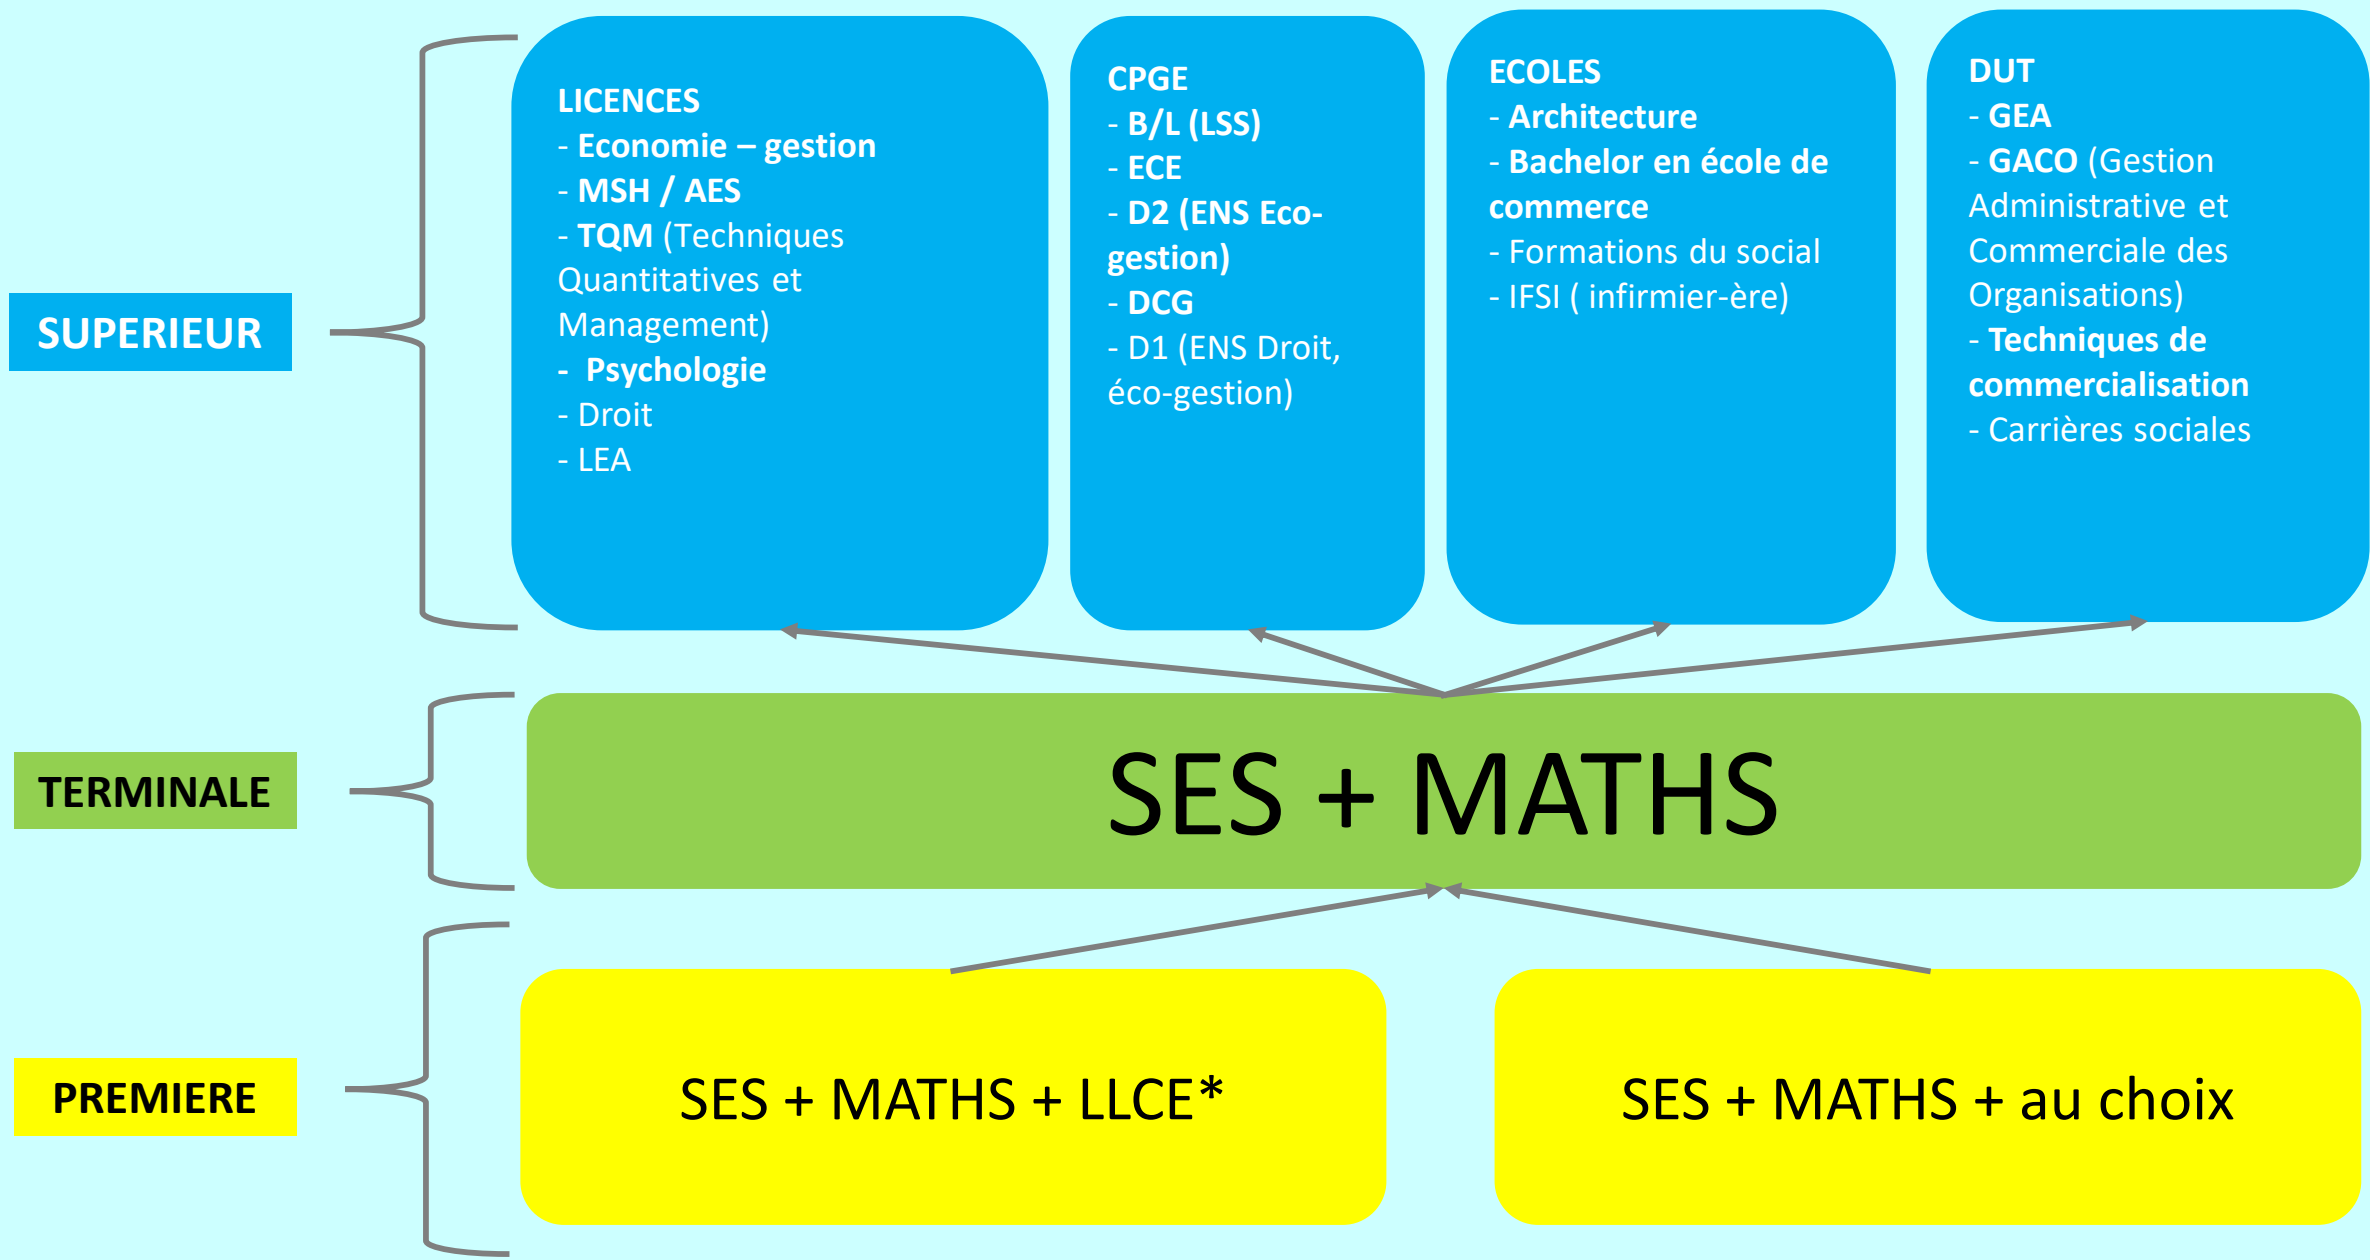 LICENCES
- Economie – gestion
- MSH / AES
- TQM (Techniques
Quantitatives et
Management)
-  Psychologie
- Droit
- LEA
CPGE
- B/L (LSS)
- ECE
- D2 (ENS Eco-
gestion)
- DCG
- D1 (ENS Droit,
éco-gestion)
ECOLES
- Architecture
- Bachelor en école de
commerce
- Formations du social
- IFSI ( infirmier-ère)
DUT
- GEA
- GACO (Gestion
Administrative et
Commerciale des
Organisations)
- Techniques de
commercialisation
- Carrières sociales
SUPERIEUR
TERMINALE
SES + MATHS
PREMIERE
SES + MATHS + LLCE*
SES + MATHS + au choix